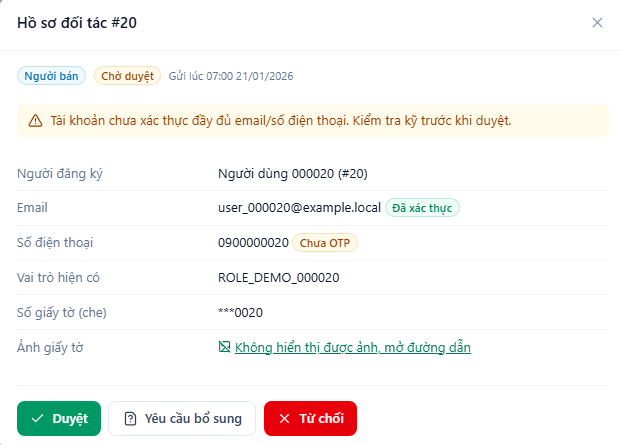 Hồ sơ đối tác #20
Người bán Chờ duyệt Gửi lúc 07:00 21/01/2026
Tài khoản chưa xác thực đầy đủ email/số điện thoại. Kiểm tra kỹ trước khi duyệt.
Người đăng ký Người dùng 000020 (#20)
Email user_000020@example.local Đã xác thực
Số điện thoại 0900000020 Chưa OTP
Vai trò hiện có ROLE_DEMO_000020
Số giấy tờ (che) ***0020
Ảnh giấy tờ Không hiển thị được ảnh, mở đường dẫn
Duyệt Yêu cầu bổ sung Từ chối